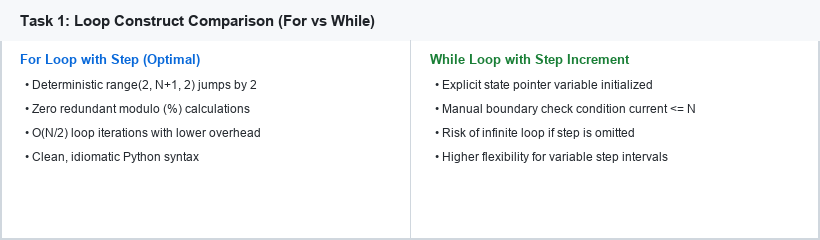 Task 1: Loop Construct Comparison (For vs While)
For Loop with Step (Optimal)
• Deterministic range(2, N+1, 2) jumps by 2
• Zero redundant modulo (%) calculations
• O(N/2) loop iterations with lower overhead
• Clean, idiomatic Python syntax
While Loop with Step Increment
• Explicit state pointer variable initialized
• Manual boundary check condition current <= N
• Risk of infinite loop if step is omitted
• Higher flexibility for variable step intervals